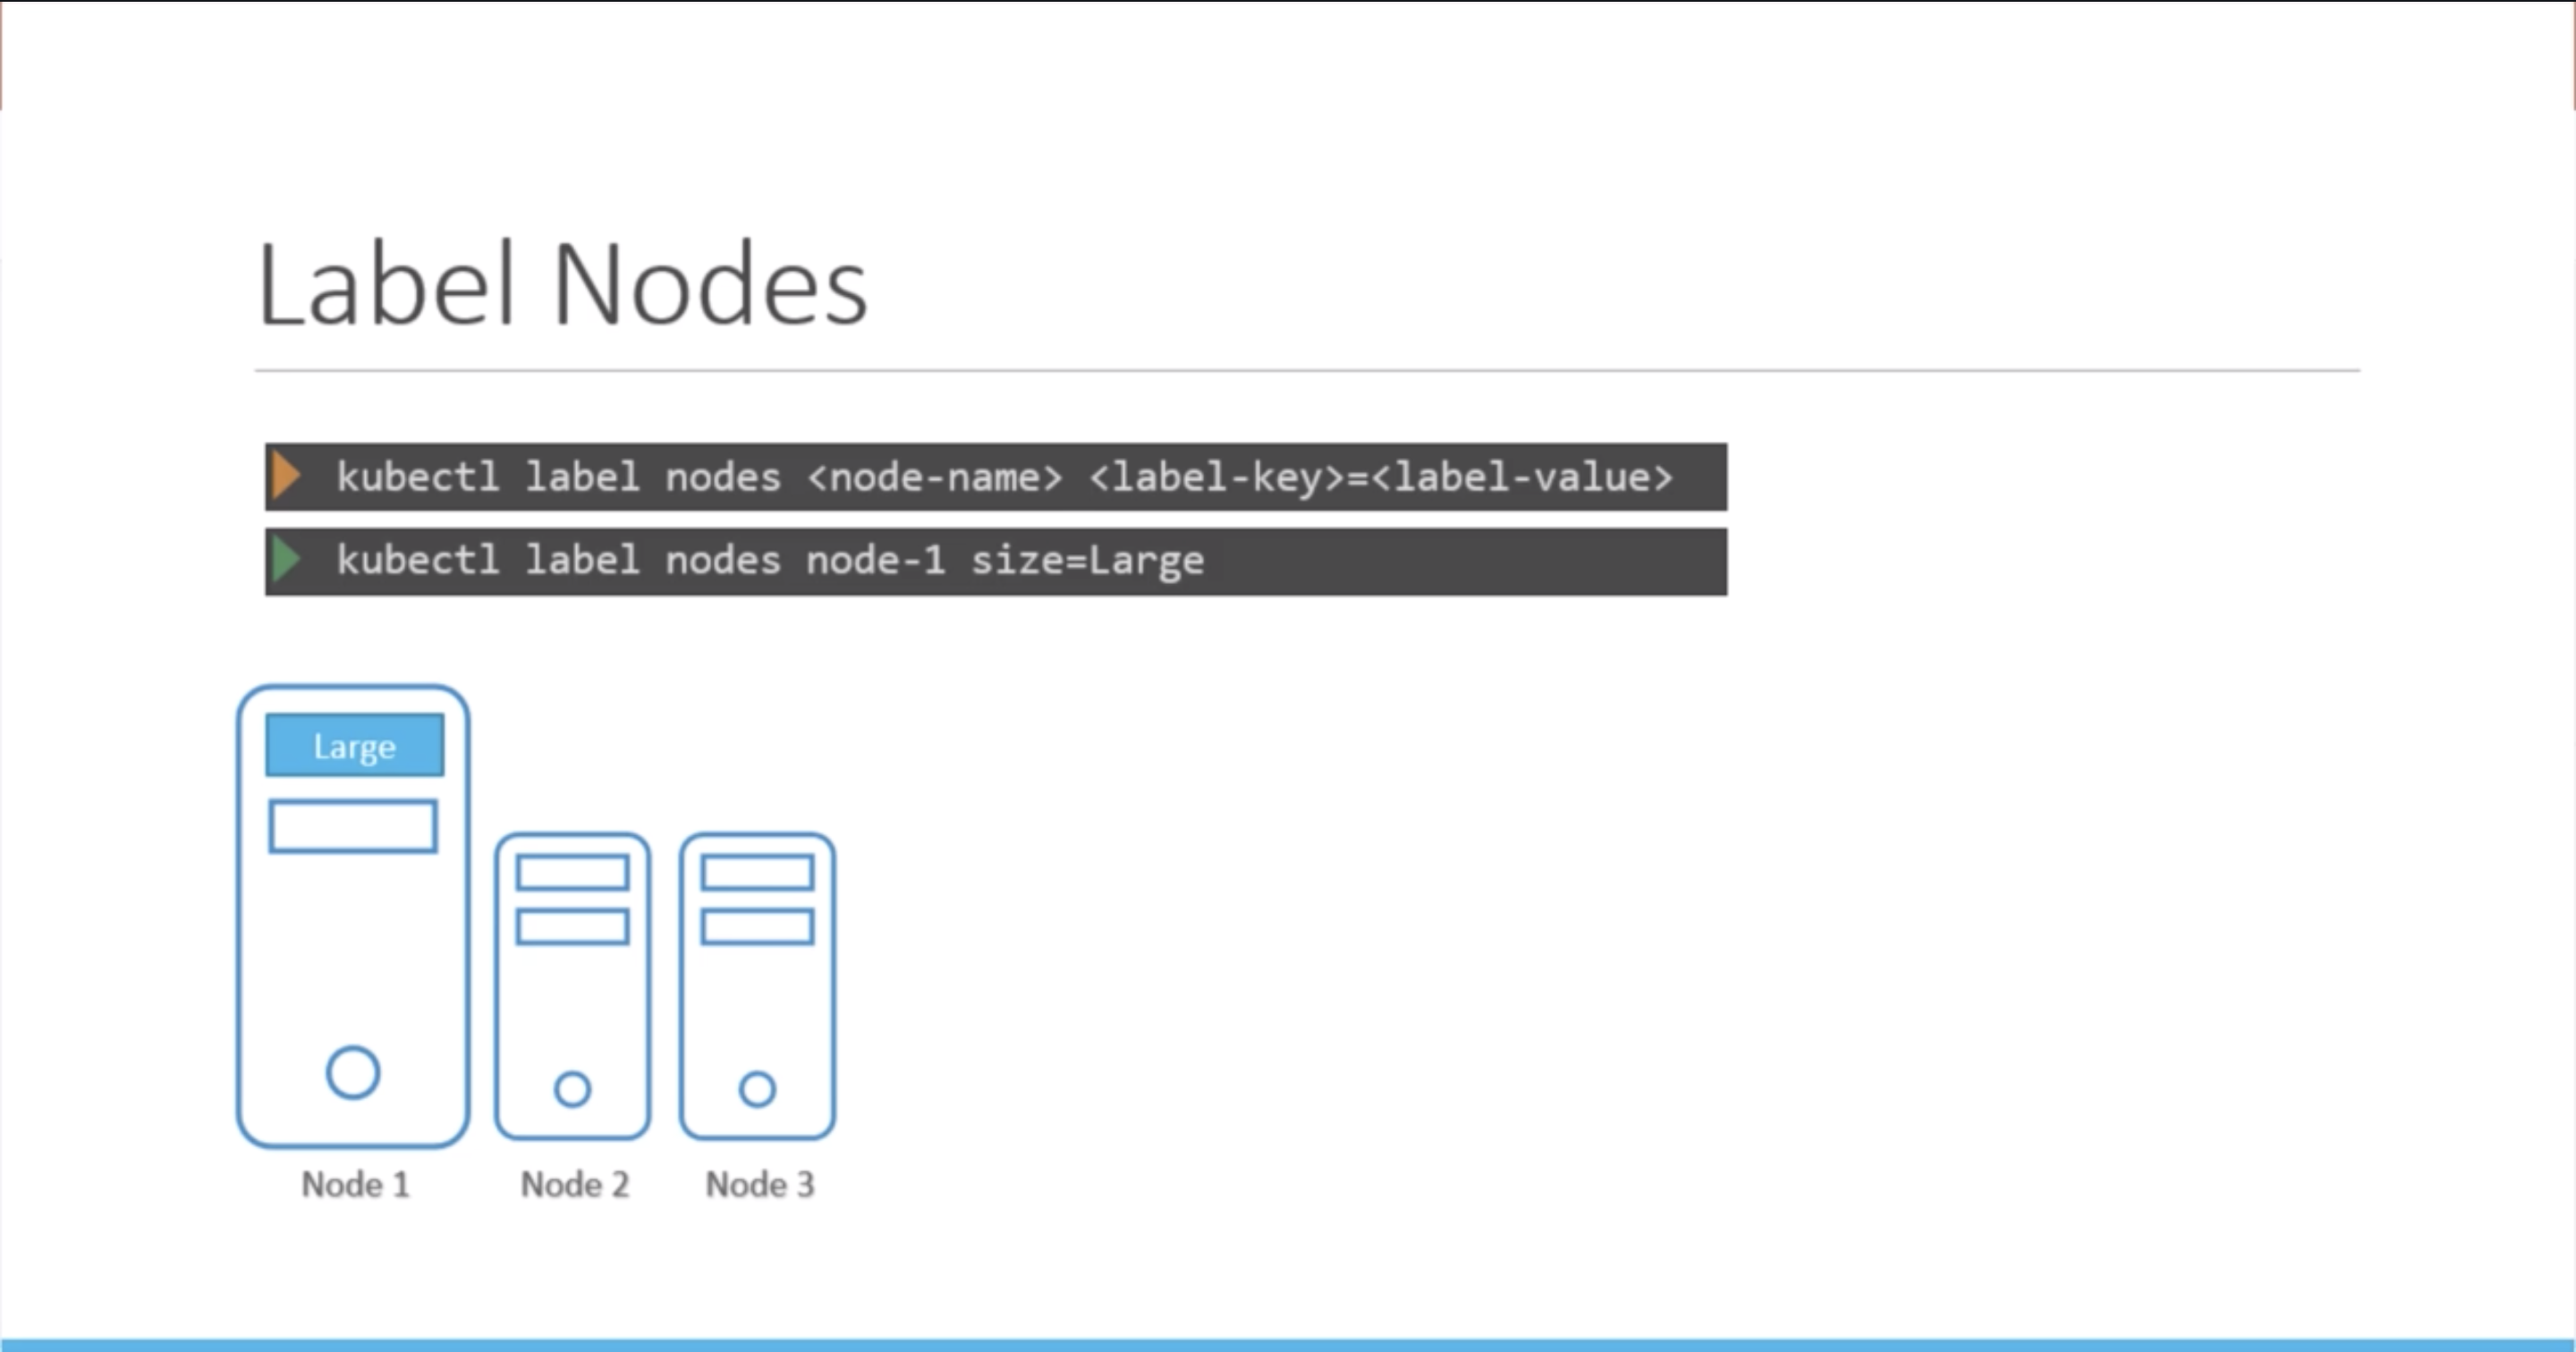 Label Nodes
kubectl label nodes <node-name> <label-key>=<label-value>
kubectl label nodes node-1 size=Large
Large
Node 1
Node 2
Node 3